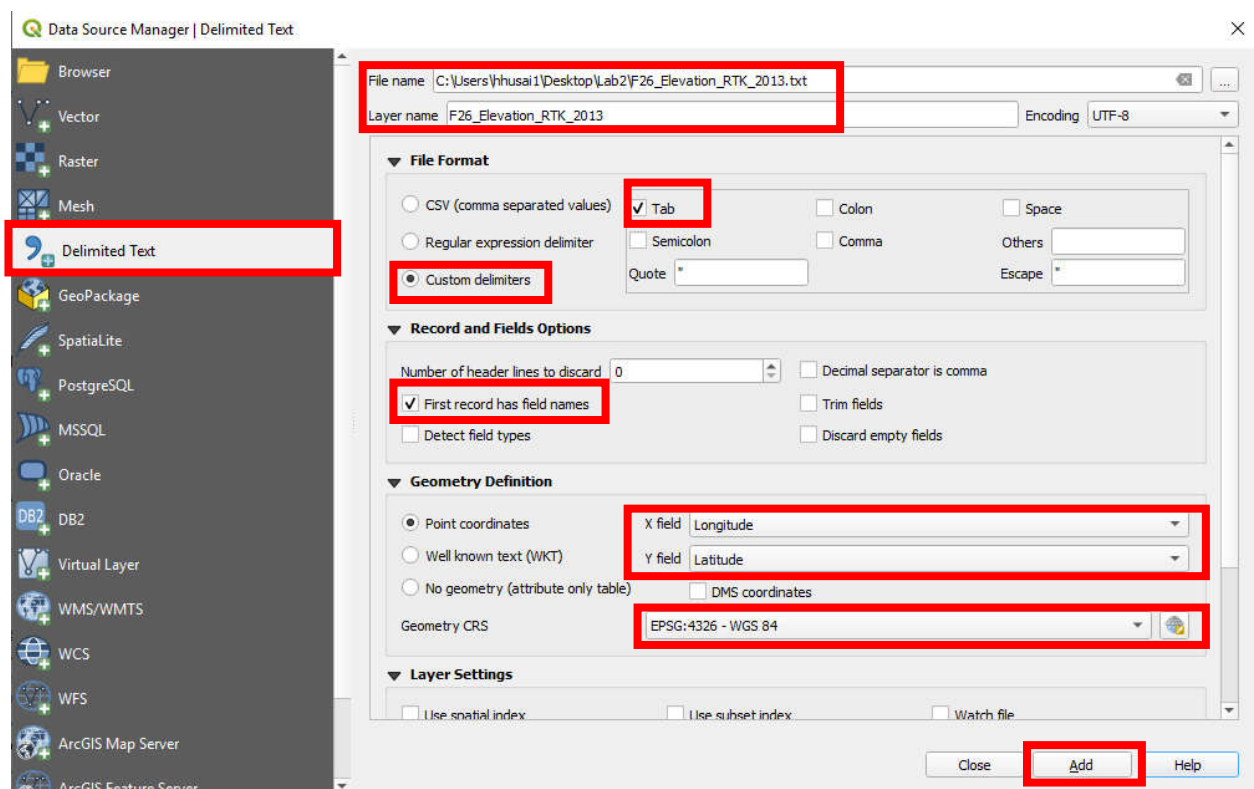 Data Source Manager | Delimited Text
Browser
Vector
Raster
Mesh
Delimited Text
GeoPackage
SpatiaLite
PostgreSQL
MSSQL
Oracle
DB2 DB2
Virtual Layer
WMS/WMTS
WCS
WFS
ArcGIS Map Server
ArcGIS Feature Server
File name C:\Users\hhusai1\Desktop\Lab2\F26_Elevation_RTK_2013.txt ...
Layer name F26_Elevation_RTK_2013 Encoding UTF-8
File Format
CSV (comma separated values) Tab Colon Space
Regular expression delimiter Semicolon Comma Others
Custom delimiters Quote " Escape "
Record and Fields Options
Number of header lines to discard 0 Decimal separator is comma
First record has field names Trim fields
Detect field types Discard empty fields
Geometry Definition
Point coordinates X field Longitude
Well known text (WKT) Y field Latitude
No geometry (attribute only table) DMS coordinates
Geometry CRS EPSG:4326 - WGS 84
Layer Settings
Use spatial index Use subset index Watch file
Close Add Help